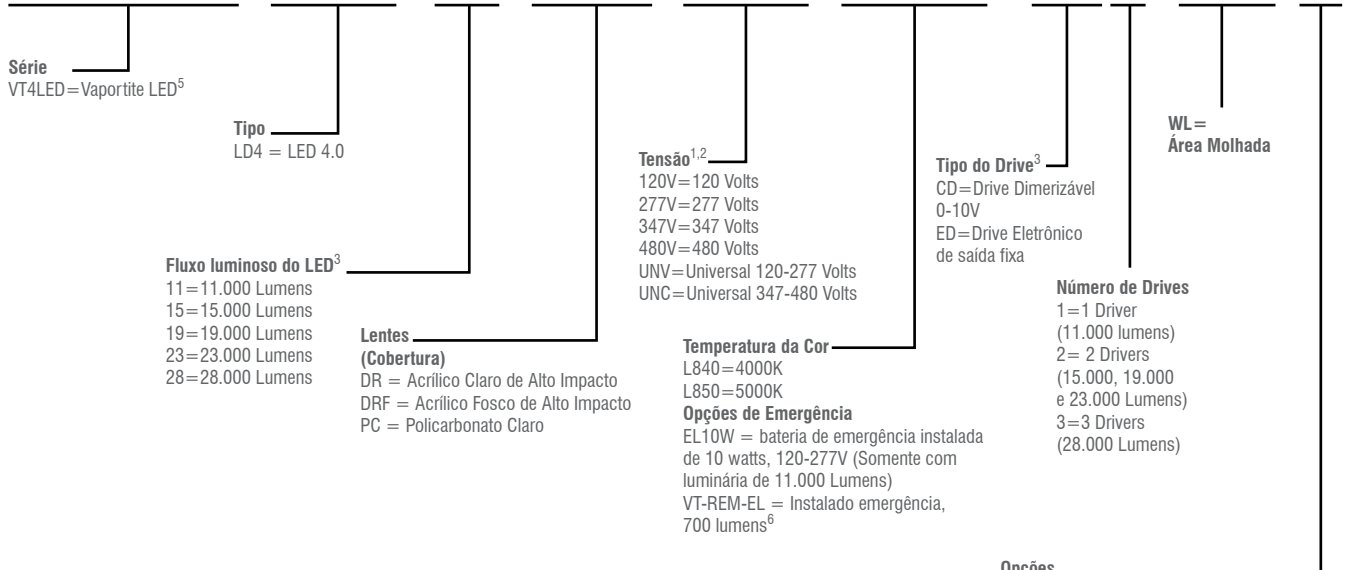 Série
VT4LED=Vaportite LED5
Tipo
LD4 = LED 4.0
Fluxo luminoso do LED3
11=11.000 Lumens
15=15.000 Lumens
19=19.000 Lumens
23=23.000 Lumens
28=28.000 Lumens
Lentes
(Cobertura)
DR = Acrílico Claro de Alto Impacto
DRF = Acrílico Fosco de Alto Impacto
PC = Policarbonato Claro
Tensão1,2
120V=120 Volts
277V=277 Volts
347V=347 Volts
480V=480 Volts
UNV=Universal 120-277 Volts
UNC=Universal 347-480 Volts
Temperatura da Cor
L840=4000K
L850=5000K
Opções de Emergência
EL10W = bateria de emergência instalada
de 10 watts, 120-277V (Somente com
luminária de 11.000 Lumens)
VT-REM-EL = Instalado emergência,
700 lumens6
Tipo do Drive3
CD=Drive Dimerizável
0-10V
ED=Drive Eletrônico
de saída fixa
Número de Drives
1=1 Driver
(11.000 lumens)
2= 2 Drivers
(15.000, 19.000
e 23.000 Lumens)
3=3 Drivers
(28.000 Lumens)
WL=
Área Molhada
Opções